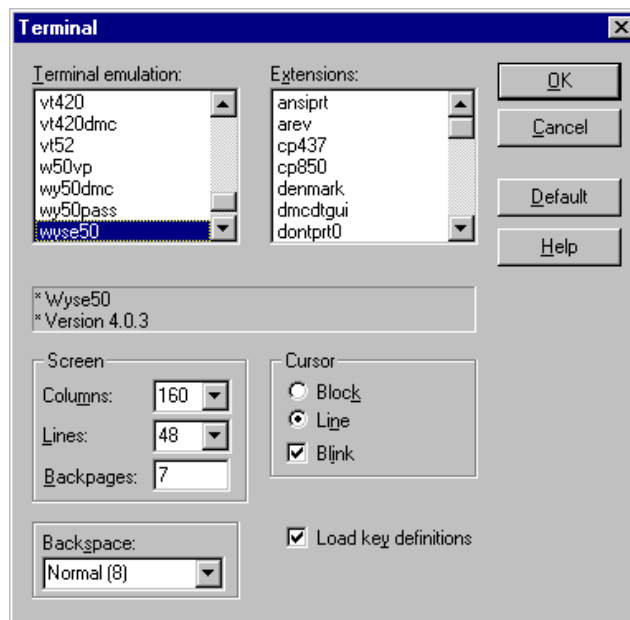 Terminal
Terminal emulation:
vt420
vt420dmc
vt52
w50vp
wy50dmc
wy50pass
wyse50
Extensions:
ansiprt
arev
cp437
cp850
denmark
dmcdtgui
dontprt0
OK
Cancel
Default
Help
* Wyse50
* Version 4.0.3
Screen
Columns: 160
Lines: 48
Backpages: 7
Cursor
Block
Line
Blink
Backspace:
Normal (8)
Load key definitions